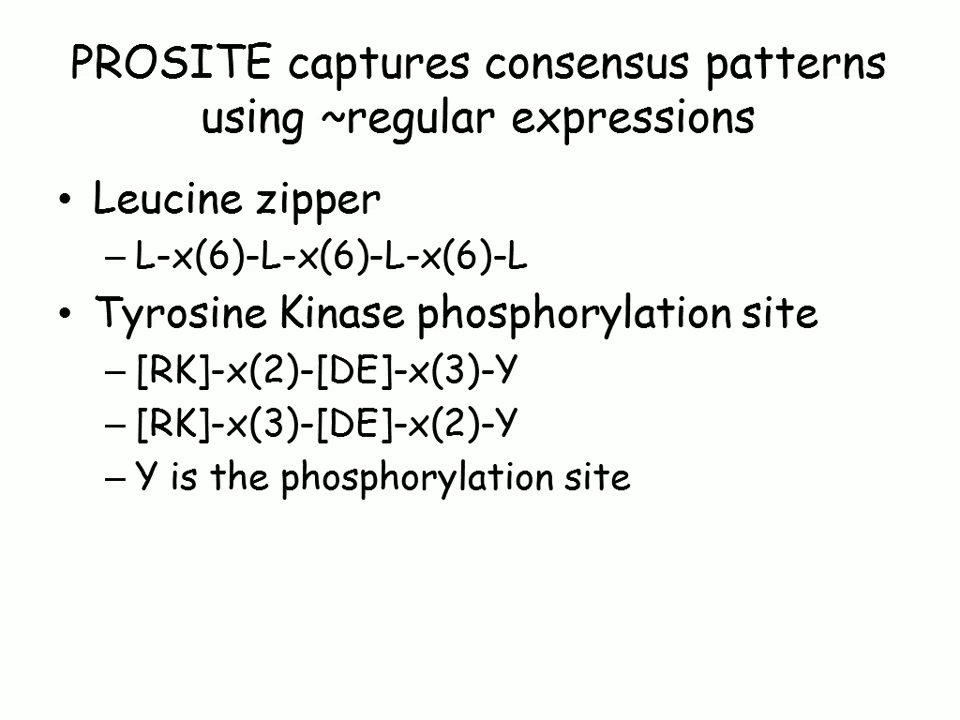 PROSITE captures consensus patterns
using ~regular expressions
• Leucine zipper
– L-x(6)-L-x(6)-L-x(6)-L
• Tyrosine Kinase phosphorylation site
– [RK]-x(2)-[DE]-x(3)-Y
– [RK]-x(3)-[DE]-x(2)-Y
– Y is the phosphorylation site